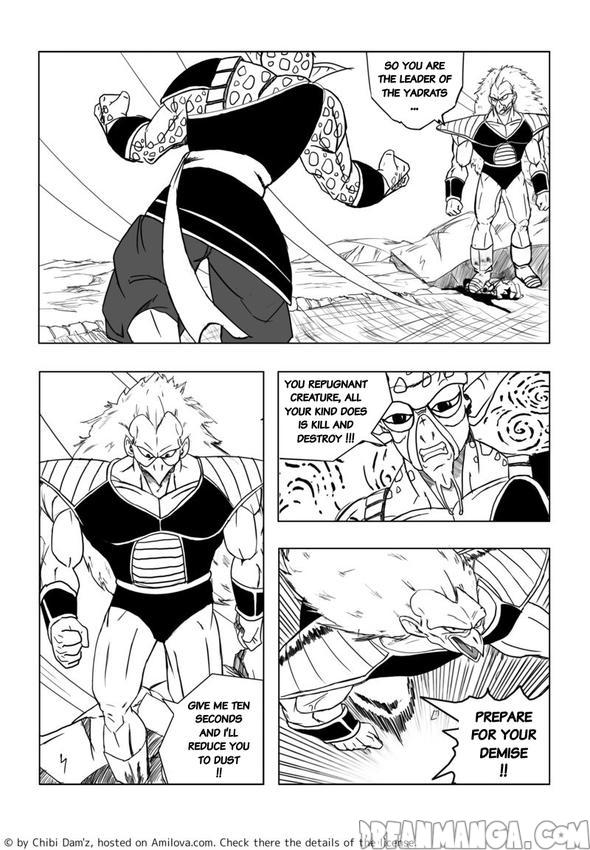 SO YOU ARE
THE LEADER OF
THE YADRATS
...
YOU REPUGNANT
CREATURE, ALL
YOUR KIND DOES
IS KILL AND
DESTROY !!!
GIVE ME TEN
SECONDS
AND I'LL
REDUCE YOU
TO DUST !!
PREPARE
FOR YOUR
DEMISE
!!
DREAMMANGA.COM
© by Chibi Dam'z, hosted on Amilova.com. Check there the details of the license.